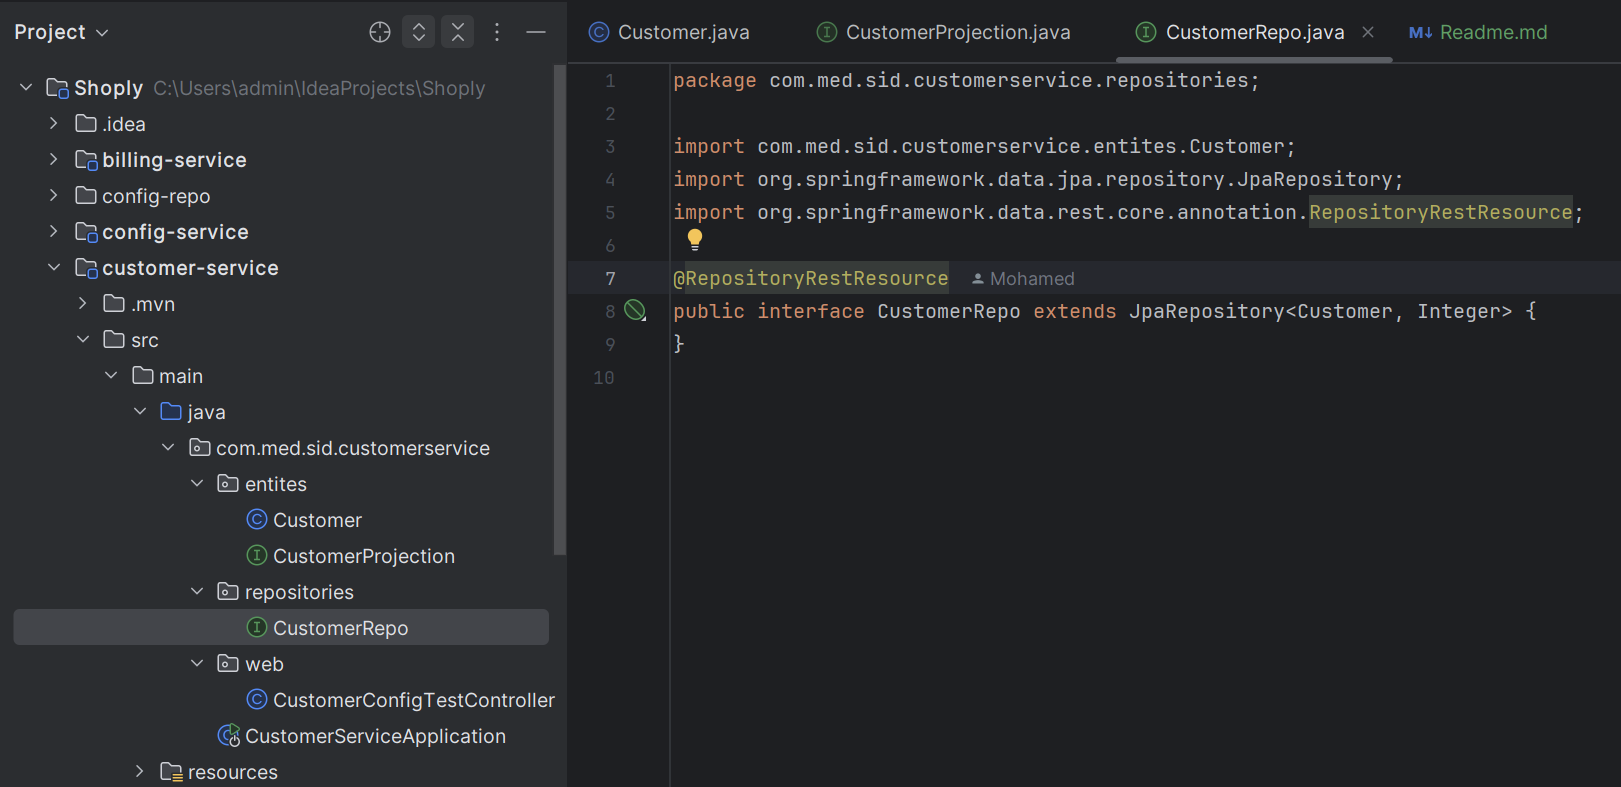 Project
Shoply C:\Users\admin\IdeaProjects\Shoply
.idea
billing-service
config-repo
config-service
customer-service
.mvn
src
main
java
com.med.sid.customerservice
entites
Customer
CustomerProjection
repositories
CustomerRepo
web
CustomerConfigTestController
CustomerServiceApplication
resources
Customer.java CustomerProjection.java CustomerRepo.java M↓ Readme.md
1 package com.med.sid.customerservice.repositories;
2
3 import com.med.sid.customerservice.entites.Customer;
4 import org.springframework.data.jpa.repository.JpaRepository;
5 import org.springframework.data.rest.core.annotation.RepositoryRestResource;
6
7 @RepositoryRestResource Mohamed
8 public interface CustomerRepo extends JpaRepository<Customer, Integer> {
9 }
10